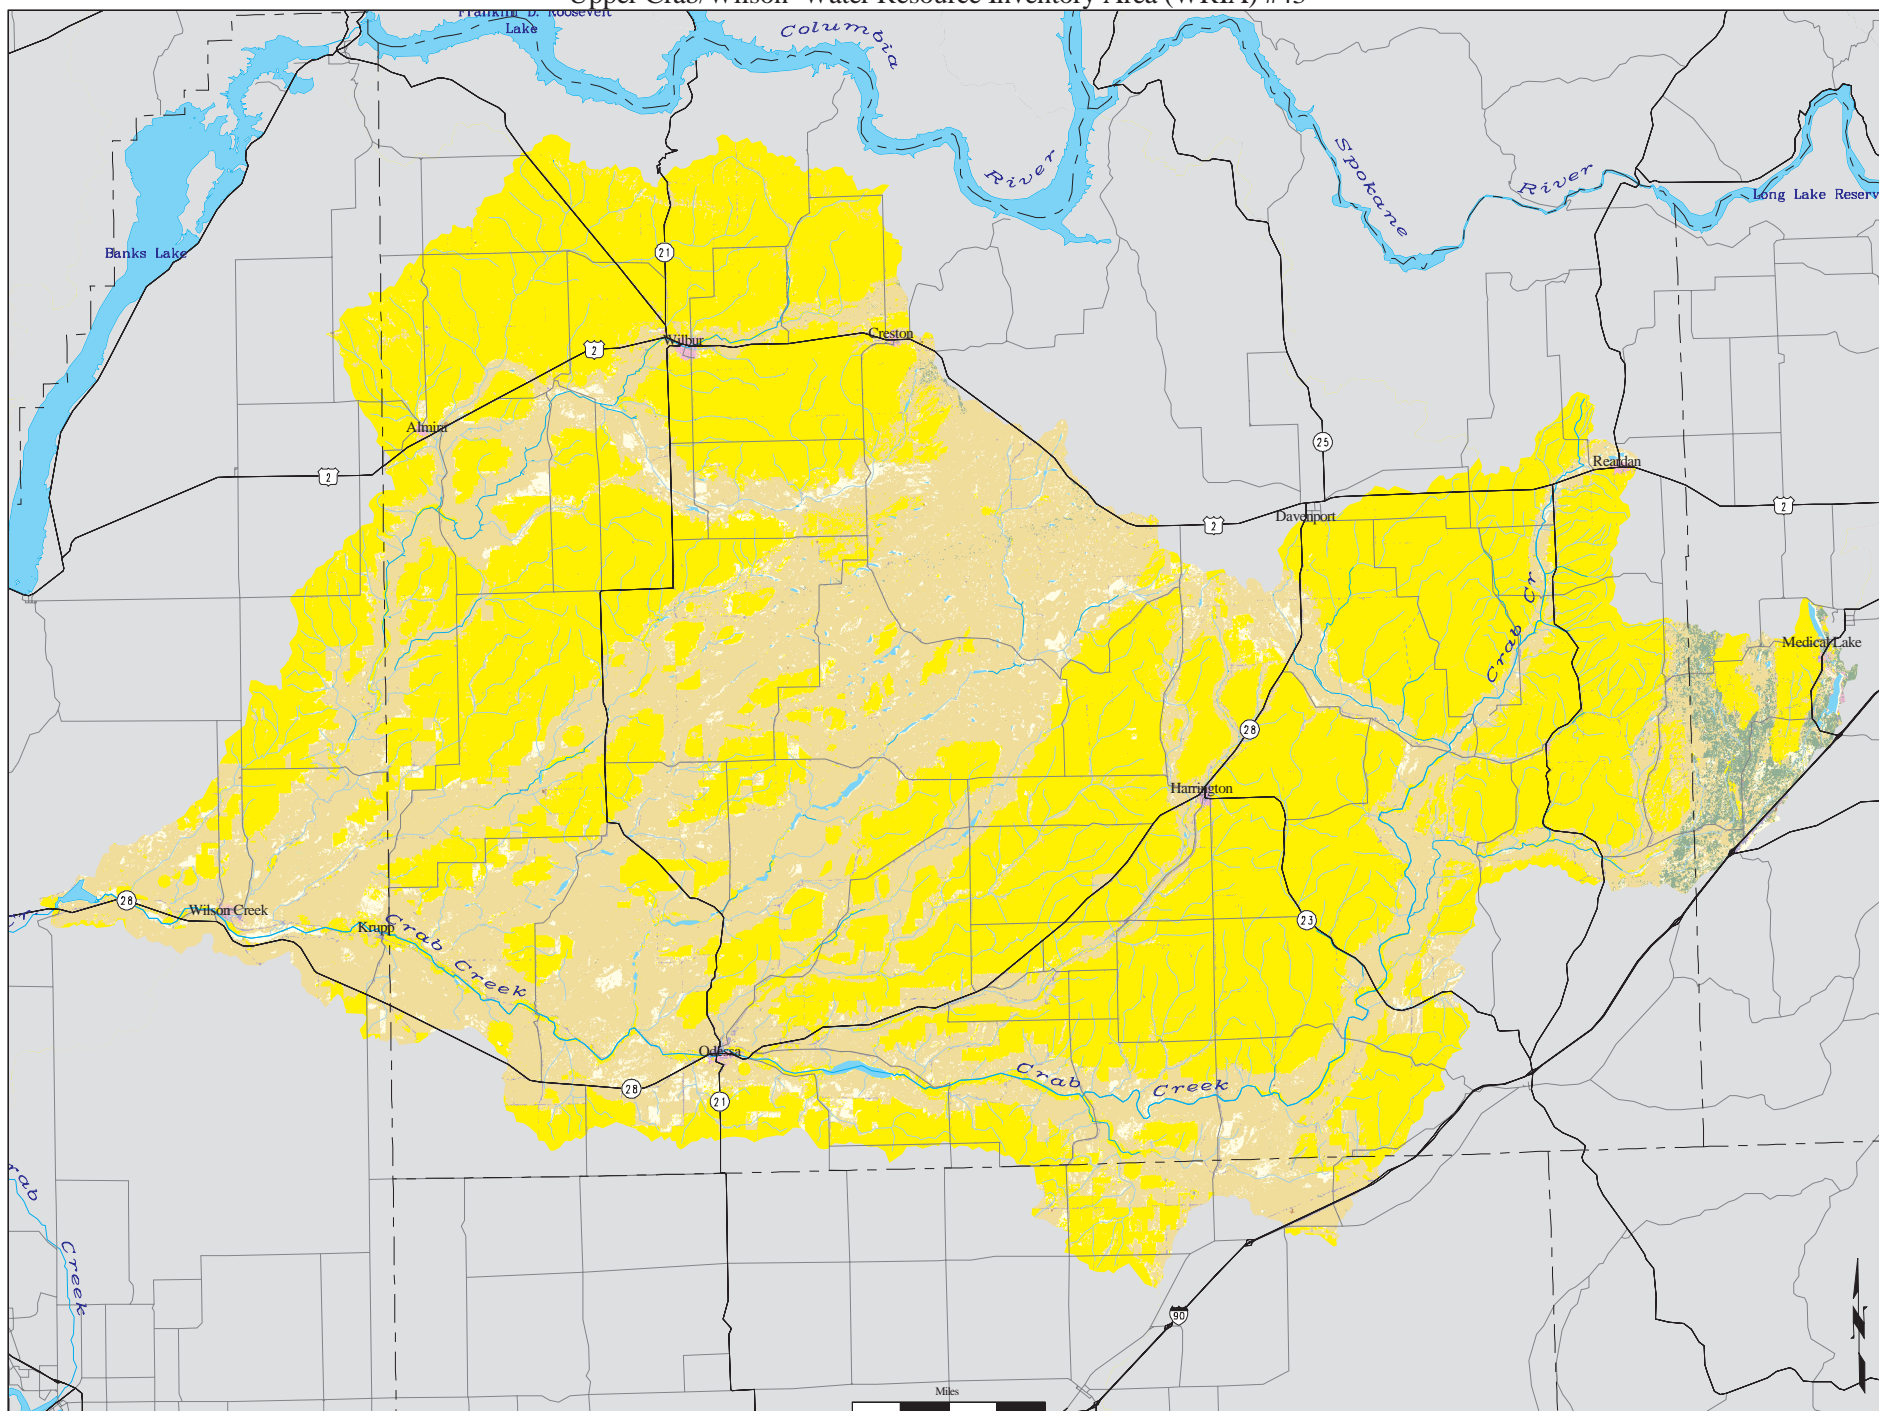 Upper Crab/Wilson Water Resource Inventory Area (WRIA) #43
Franklin D. Roosevelt
Lake
Columbia
River
Spokane
River
Long Lake Reserv
Banks Lake
21
2
Wilbur
Creston
Almira
2
25
Reardan
2
2
Davenport
Crab Cr
Medical Lake
28
Harrington
28
Wilson Creek
Krupp
Crab
Creek
23
Odessa
28
21
Crab
Creek
rab
Creek
90
Miles
N